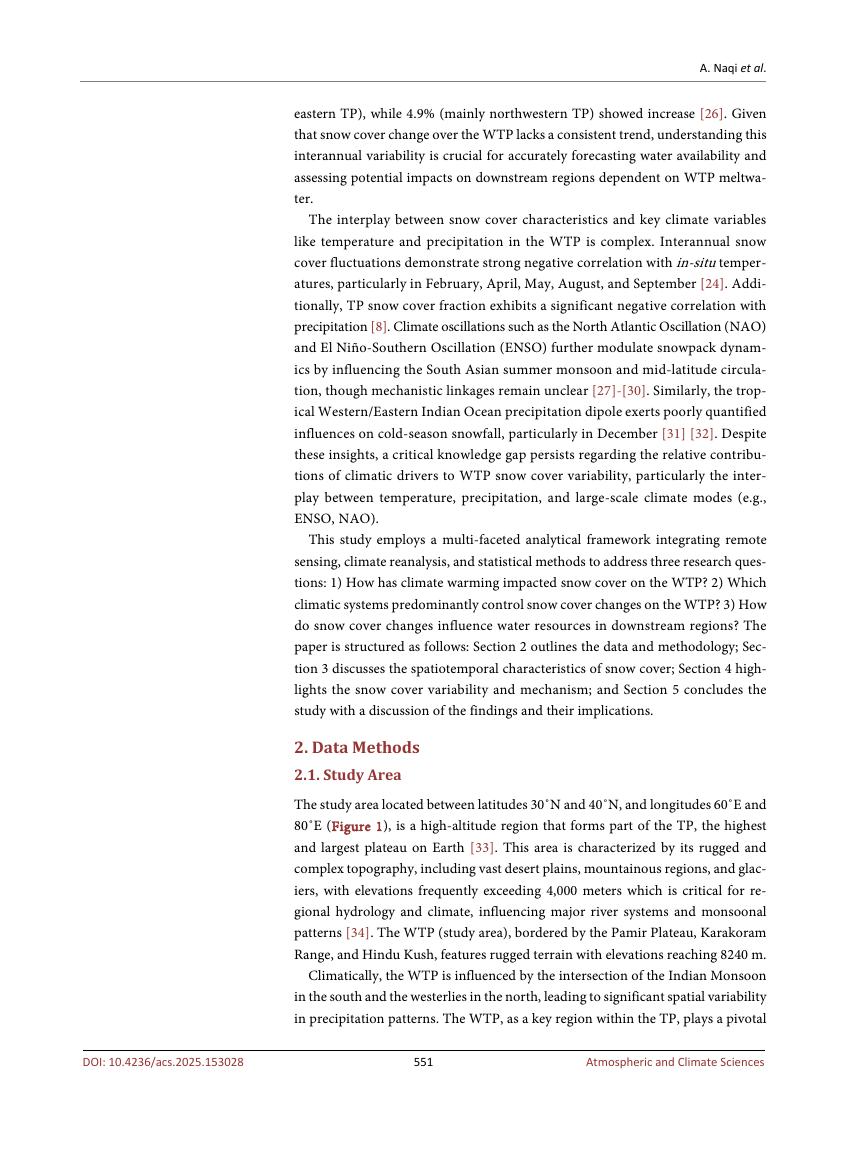 A. Naqi et al.
eastern TP), while 4.9% (mainly northwestern TP) showed increase [26]. Given
that snow cover change over the WTP lacks a consistent trend, understanding this
interannual variability is crucial for accurately forecasting water availability and
assessing potential impacts on downstream regions dependent on WTP meltwa-
ter.
The interplay between snow cover characteristics and key climate variables
like temperature and precipitation in the WTP is complex. Interannual snow
cover fluctuations demonstrate strong negative correlation with in-situ temper-
atures, particularly in February, April, May, August, and September [24]. Addi-
tionally, TP snow cover fraction exhibits a significant negative correlation with
precipitation [8]. Climate oscillations such as the North Atlantic Oscillation (NAO)
and El Niño-Southern Oscillation (ENSO) further modulate snowpack dynam-
ics by influencing the South Asian summer monsoon and mid-latitude circula-
tion, though mechanistic linkages remain unclear [27]-[30]. Similarly, the trop-
ical Western/Eastern Indian Ocean precipitation dipole exerts poorly quantified
influences on cold-season snowfall, particularly in December [31] [32]. Despite
these insights, a critical knowledge gap persists regarding the relative contribu-
tions of climatic drivers to WTP snow cover variability, particularly the inter-
play between temperature, precipitation, and large-scale climate modes (e.g.,
ENSO, NAO).
This study employs a multi-faceted analytical framework integrating remote
sensing, climate reanalysis, and statistical methods to address three research ques-
tions: 1) How has climate warming impacted snow cover on the WTP? 2) Which
climatic systems predominantly control snow cover changes on the WTP? 3) How
do snow cover changes influence water resources in downstream regions? The
paper is structured as follows: Section 2 outlines the data and methodology; Sec-
tion 3 discusses the spatiotemporal characteristics of snow cover; Section 4 high-
lights the snow cover variability and mechanism; and Section 5 concludes the
study with a discussion of the findings and their implications.
2. Data Methods
2.1. Study Area
The study area located between latitudes 30˚N and 40˚N, and longitudes 60˚E and
80˚E (Figure 1), is a high-altitude region that forms part of the TP, the highest
and largest plateau on Earth [33]. This area is characterized by its rugged and
complex topography, including vast desert plains, mountainous regions, and glac-
iers, with elevations frequently exceeding 4,000 meters which is critical for re-
gional hydrology and climate, influencing major river systems and monsoonal
patterns [34]. The WTP (study area), bordered by the Pamir Plateau, Karakoram
Range, and Hindu Kush, features rugged terrain with elevations reaching 8240 m.
Climatically, the WTP is influenced by the intersection of the Indian Monsoon
in the south and the westerlies in the north, leading to significant spatial variability
in precipitation patterns. The WTP, as a key region within the TP, plays a pivotal
DOI: 10.4236/acs.2025.153028
551
Atmospheric and Climate Sciences